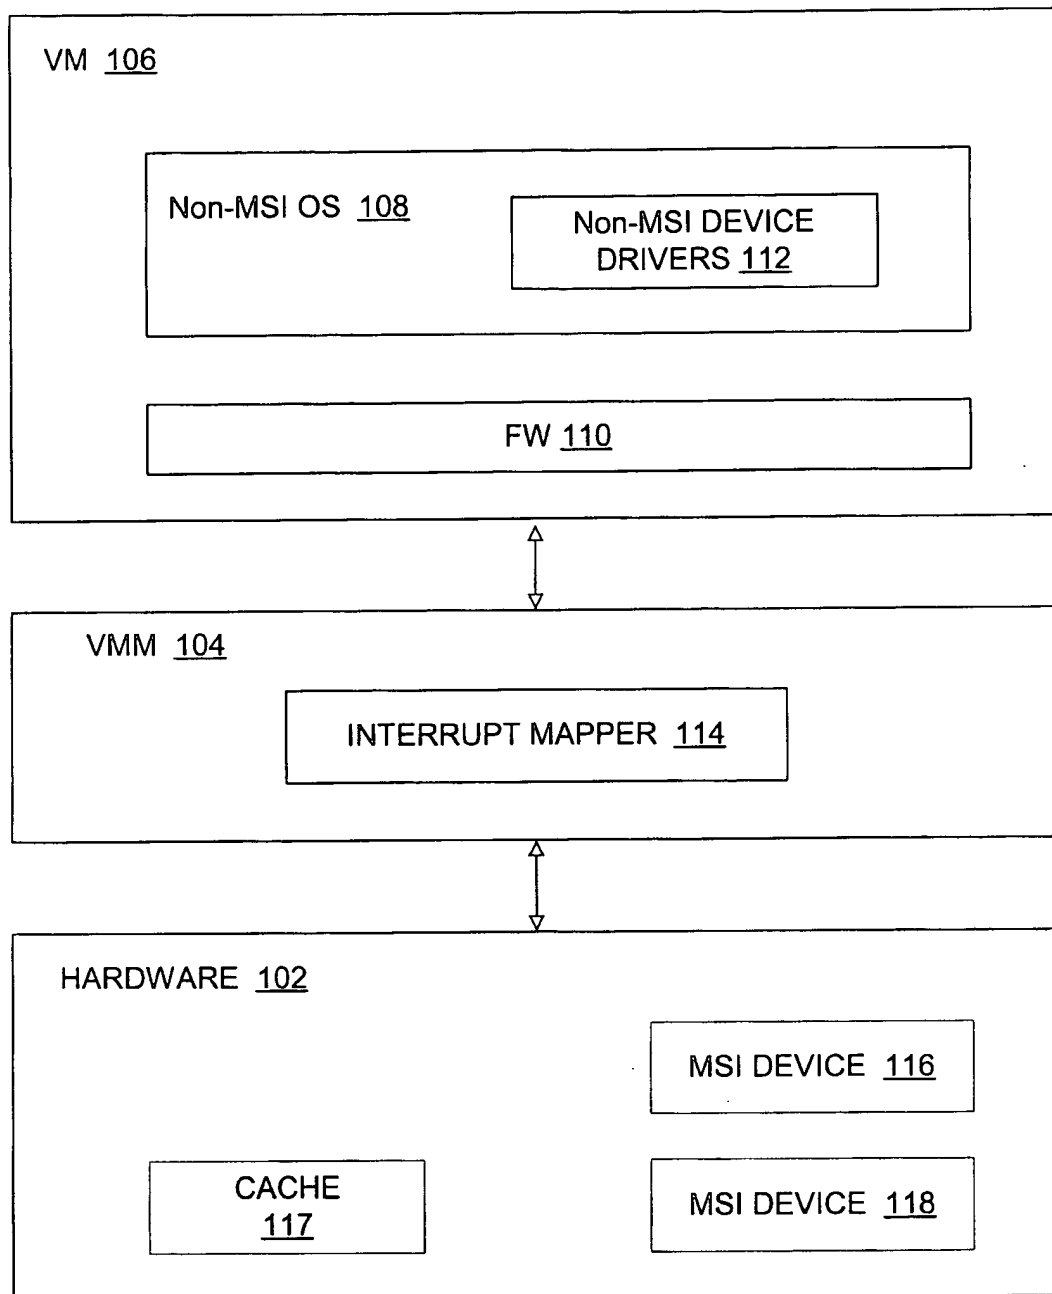 VM 106
Non-MSI OS 108
Non-MSI DEVICE
DRIVERS 112
FW 110
VMM 104
INTERRUPT MAPPER 114
HARDWARE 102
MSI DEVICE 116
CACHE
117
MSI DEVICE 118